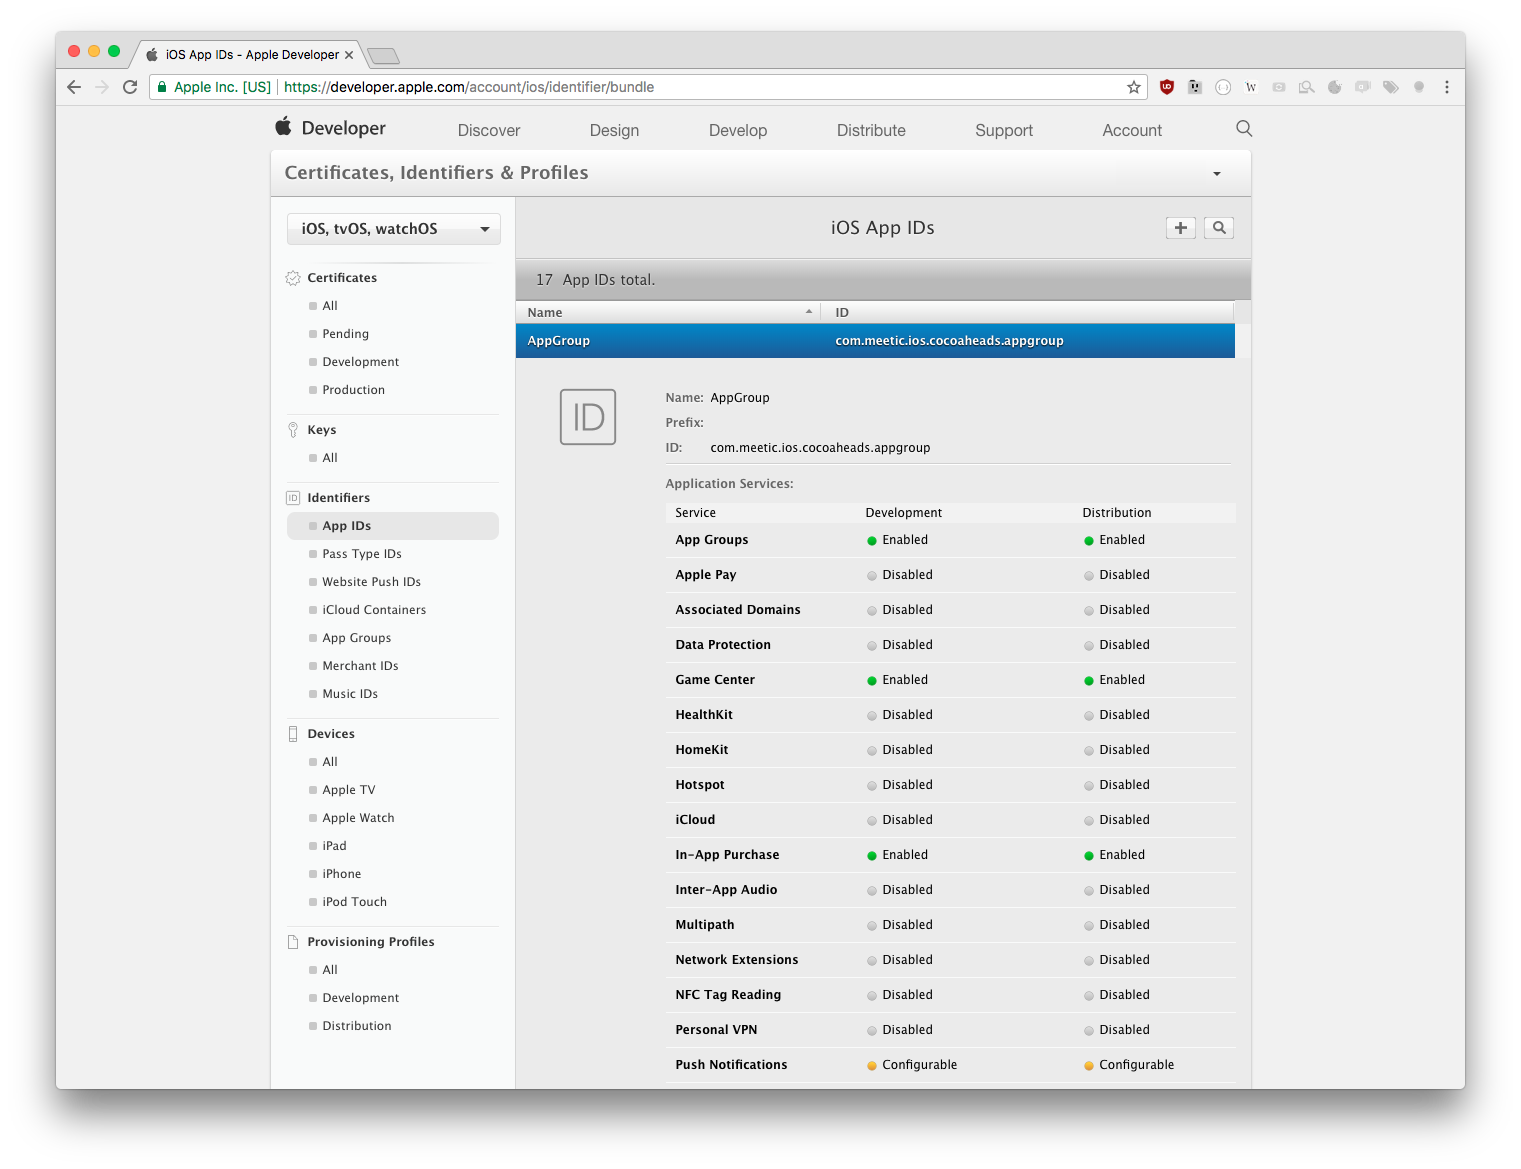 iOS App IDs - Apple Developer
Apple Inc. [US] https://developer.apple.com/account/ios/identifier/bundle
Developer Discover Design Develop Distribute Support Account
Certificates, Identifiers & Profiles
iOS, tvOS, watchOS
Certificates
All
Pending
Development
Production
Keys
All
Identifiers
ID
App IDs
Pass Type IDs
Website Push IDs
iCloud Containers
App Groups
Merchant IDs
Music IDs
Devices
All
Apple TV
Apple Watch
iPad
iPhone
iPod Touch
Provisioning Profiles
All
Development
Distribution
iOS App IDs
17 App IDs total.
Name ID
AppGroup com.meetic.ios.cocoaheads.appgroup
ID
Name: AppGroup
Prefix:
ID: com.meetic.ios.cocoaheads.appgroup
Application Services:
Service Development Distribution
App Groups Enabled Enabled
Apple Pay Disabled Disabled
Associated Domains Disabled Disabled
Data Protection Disabled Disabled
Game Center Enabled Enabled
HealthKit Disabled Disabled
HomeKit Disabled Disabled
Hotspot Disabled Disabled
iCloud Disabled Disabled
In-App Purchase Enabled Enabled
Inter-App Audio Disabled Disabled
Multipath Disabled Disabled
Network Extensions Disabled Disabled
NFC Tag Reading Disabled Disabled
Personal VPN Disabled Disabled
Push Notifications Configurable Configurable